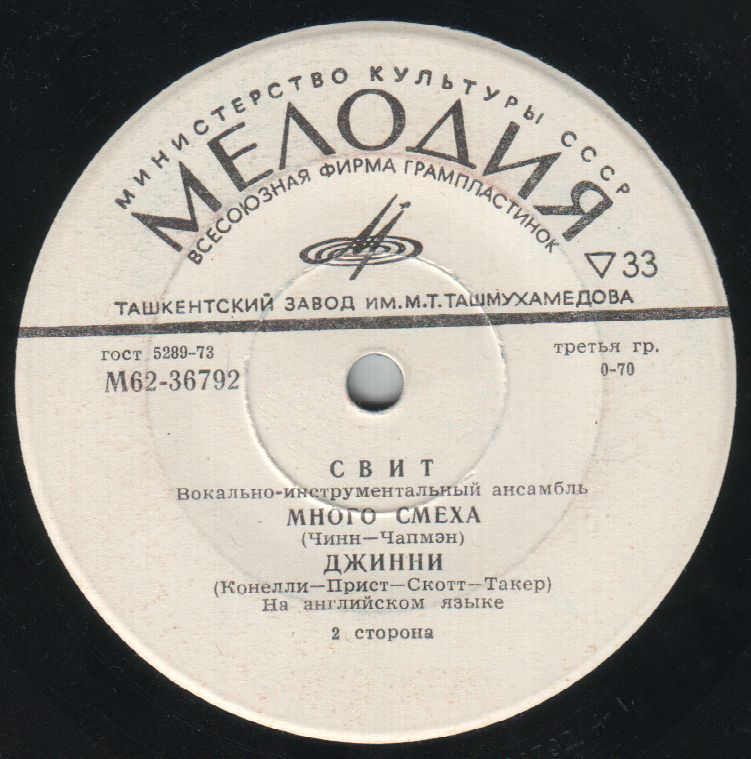 МИНИСТЕРСТВО КУЛЬТУРЫ СССР
МЕЛОДИЯ
ВСЕСОЮЗНАЯ ФИРМА ГРАМПЛАСТИНОК
▽33
ТАШКЕНТСКИЙ ЗАВОД ИМ.М.Т.ТАШМУХАМЕДОВА
гост 5289-73
третья гр.
М62-36792
0-70
СВИТ
Вокально-инструментальный ансамбль
МНОГО СМЕХА
(Чинн—Чапмэн)
ДЖИННИ
(Конелли—Прист—Скотт—Такер)
На английском языке
2 сторона